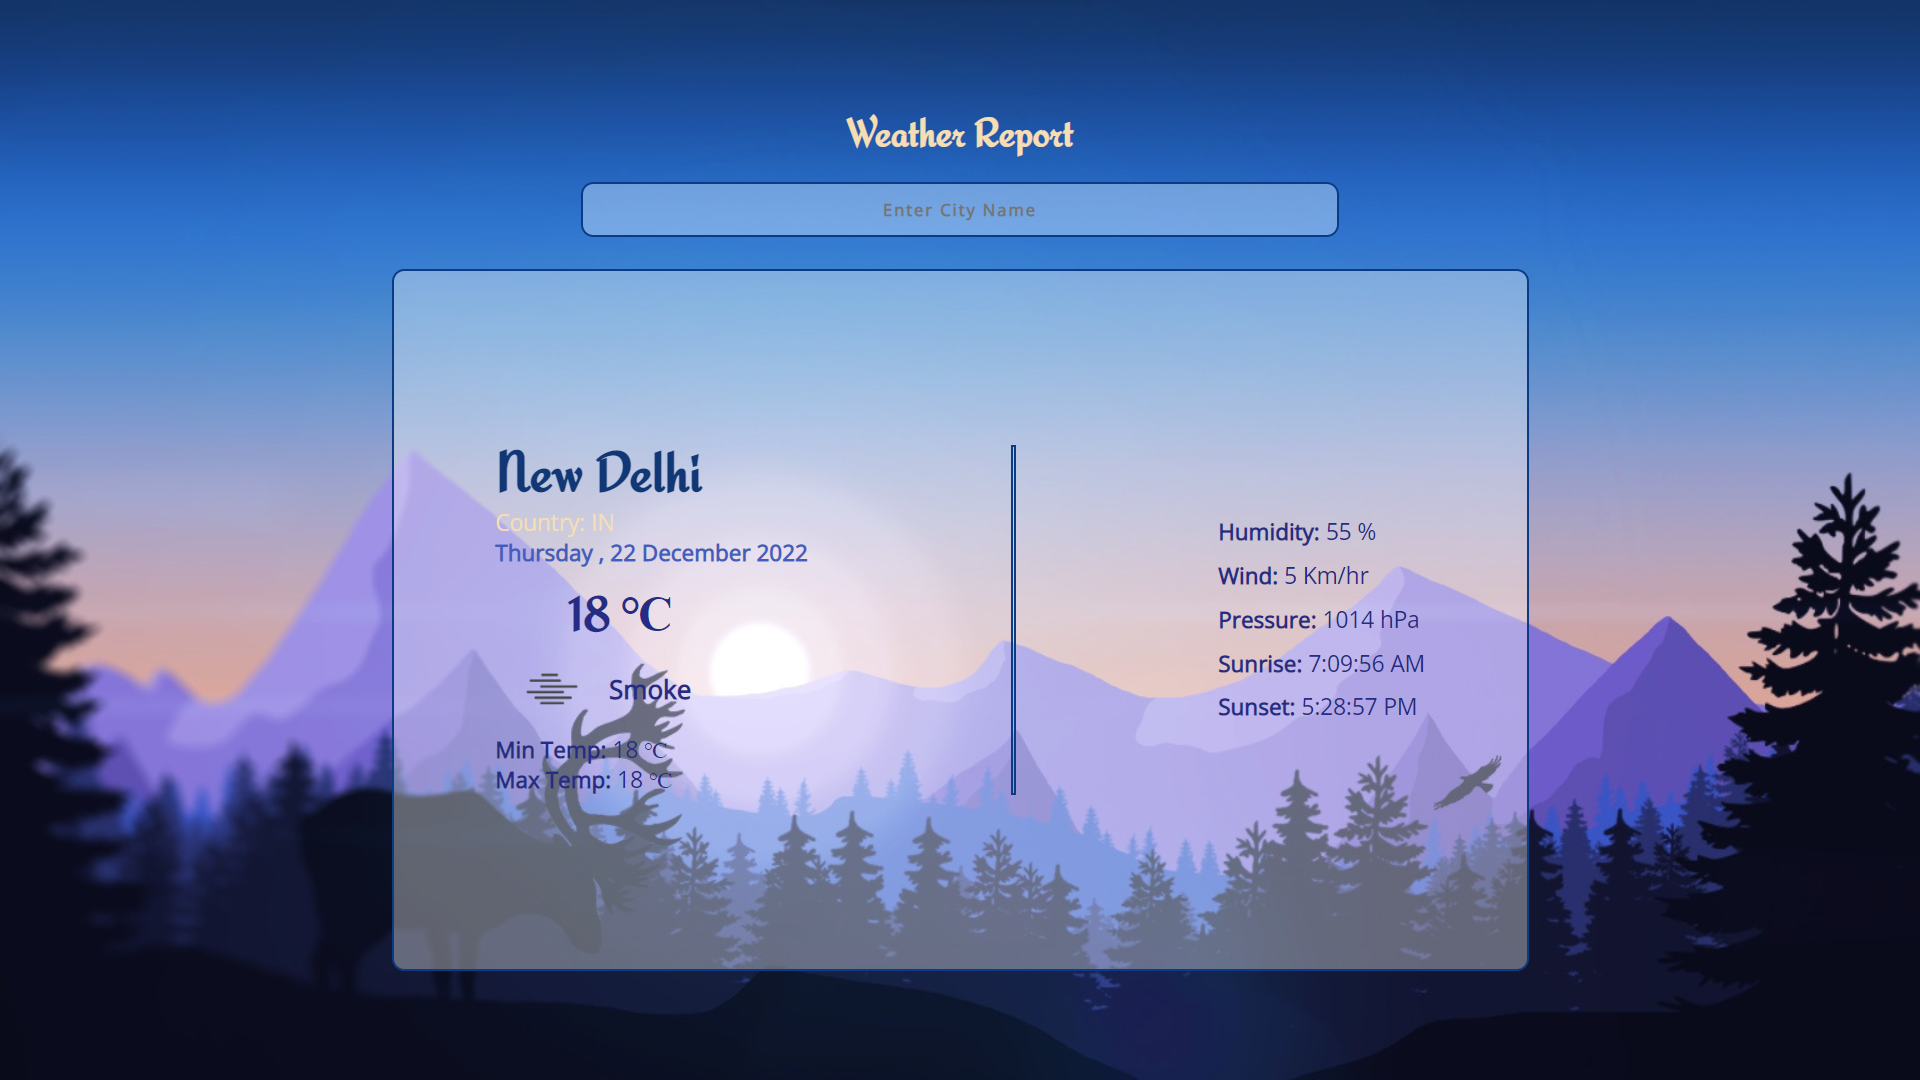 Weather Report
Enter City Name
New Delhi
Country: IN
Thursday , 22 December 2022
18 °C
Smoke
Min Temp: 18 °C
Max Temp: 18 °C
Humidity: 55 %
Wind: 5 Km/hr
Pressure: 1014 hPa
Sunrise: 7:09:56 AM
Sunset: 5:28:57 PM